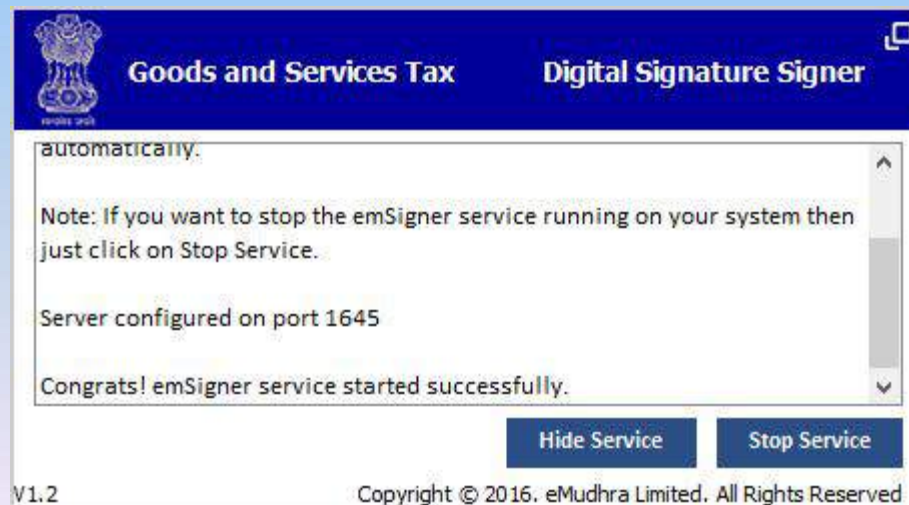 Goods and Services Tax Digital Signature Signer
automatically.
Note: If you want to stop the emSigner service running on your system then
just click on Stop Service.
Server configured on port 1645
Congrats! emSigner service started successfully.
Hide Service Stop Service
V1.2 Copyright © 2016. eMudhra Limited. All Rights Reserved